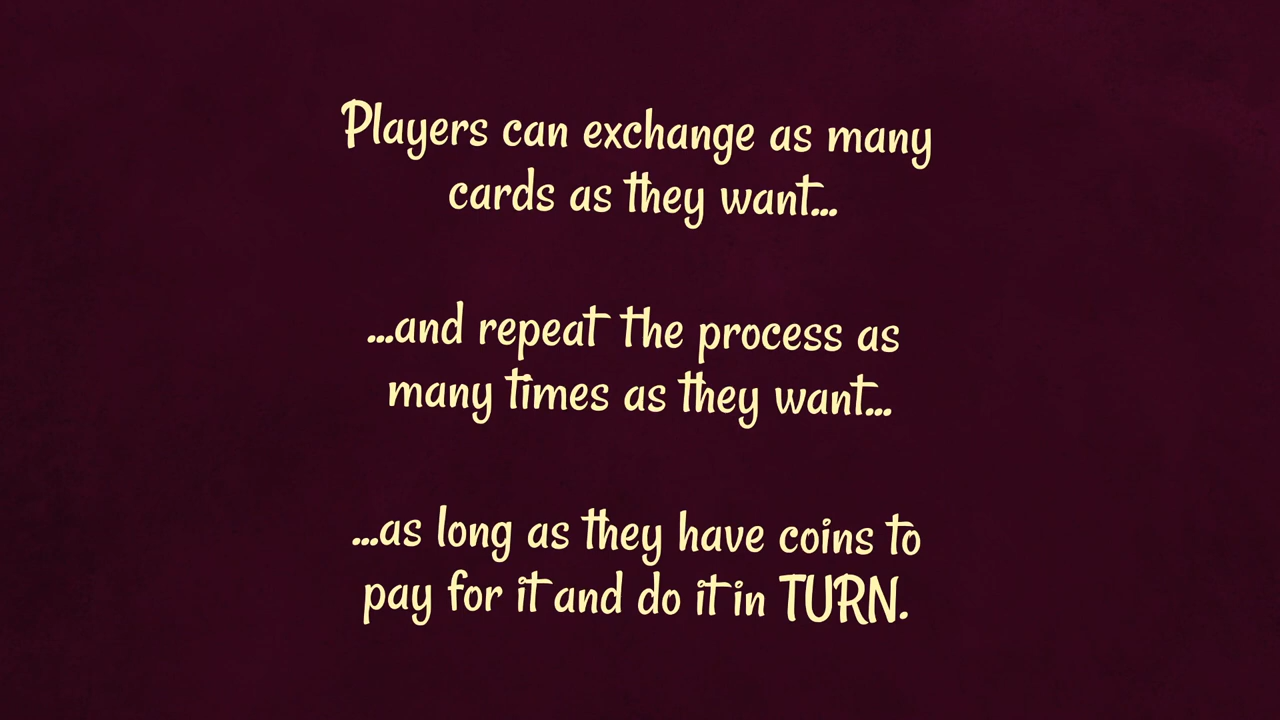 Players can exchange as many
cards as they want...
...and repeat the process as
many times as they want...
...as long as they have coins to
pay for it and do it in TURN.